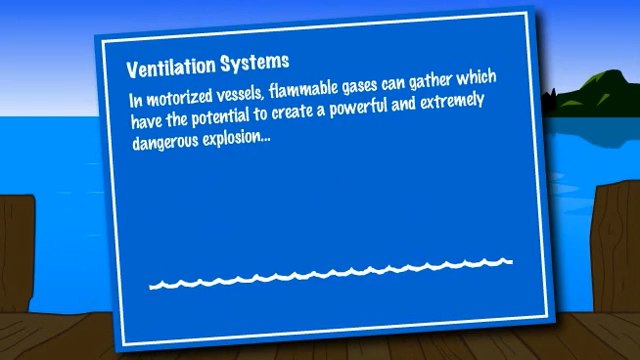 Ventilation Systems
In motorized vessels, flammable gases can gather which
have the potential to create a powerful and extremely
dangerous explosion...